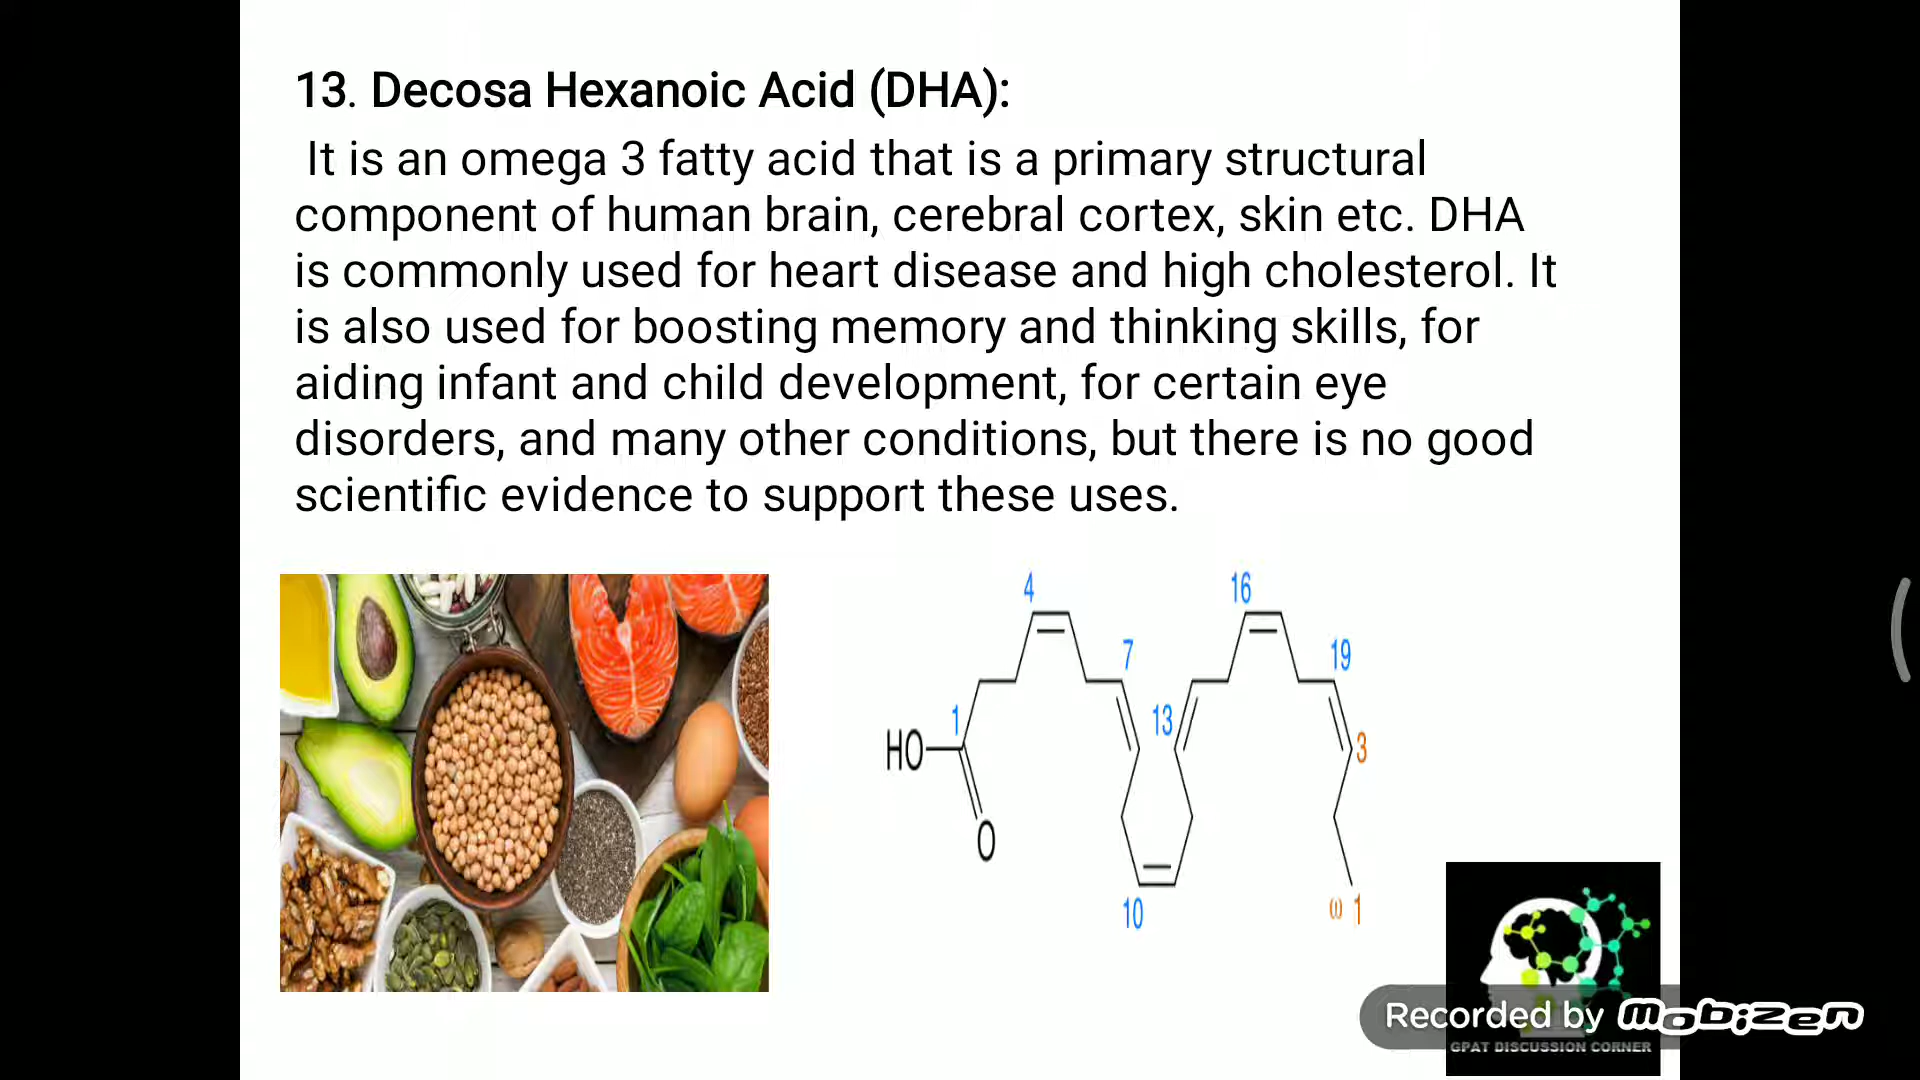 13. Decosa Hexanoic Acid (DHA):
It is an omega 3 fatty acid that is a primary structural
component of human brain, cerebral cortex, skin etc. DHA
is commonly used for heart disease and high cholesterol. It
is also used for boosting memory and thinking skills, for
aiding infant and child development, for certain eye
disorders, and many other conditions, but there is no good
scientific evidence to support these uses.
4
16
7
19
1
13
HO
3
O
10
ω 1
Recorded by mobizen
GPAT DISCUSSION CORNER